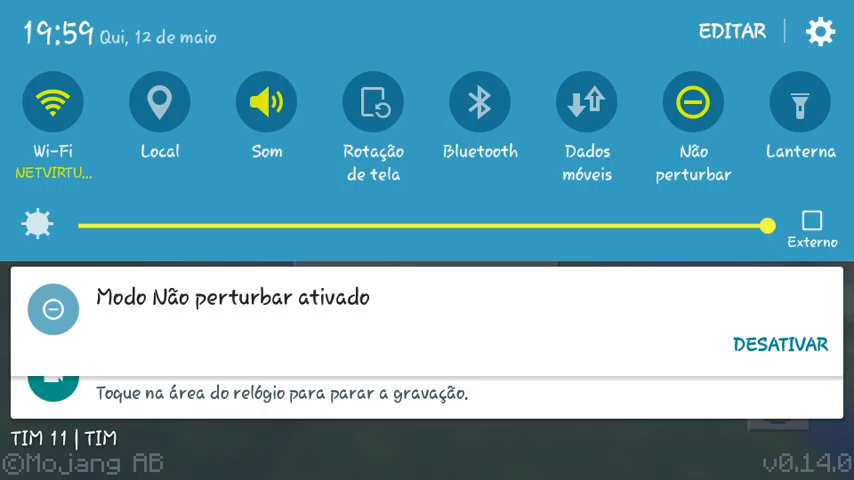 19:59 Qui, 12 de maio
EDITAR
Wi-Fi
NETVIRTU...
Local
Som
Rotação
de tela
Bluetooth
Dados
móveis
Não
perturbar
Lanterna
Externo
Modo Não perturbar ativado
DESATIVAR
Toque na área do relógio para parar a gravação.
TIM 11 | TIM
©Mojang AB
v0.14.0